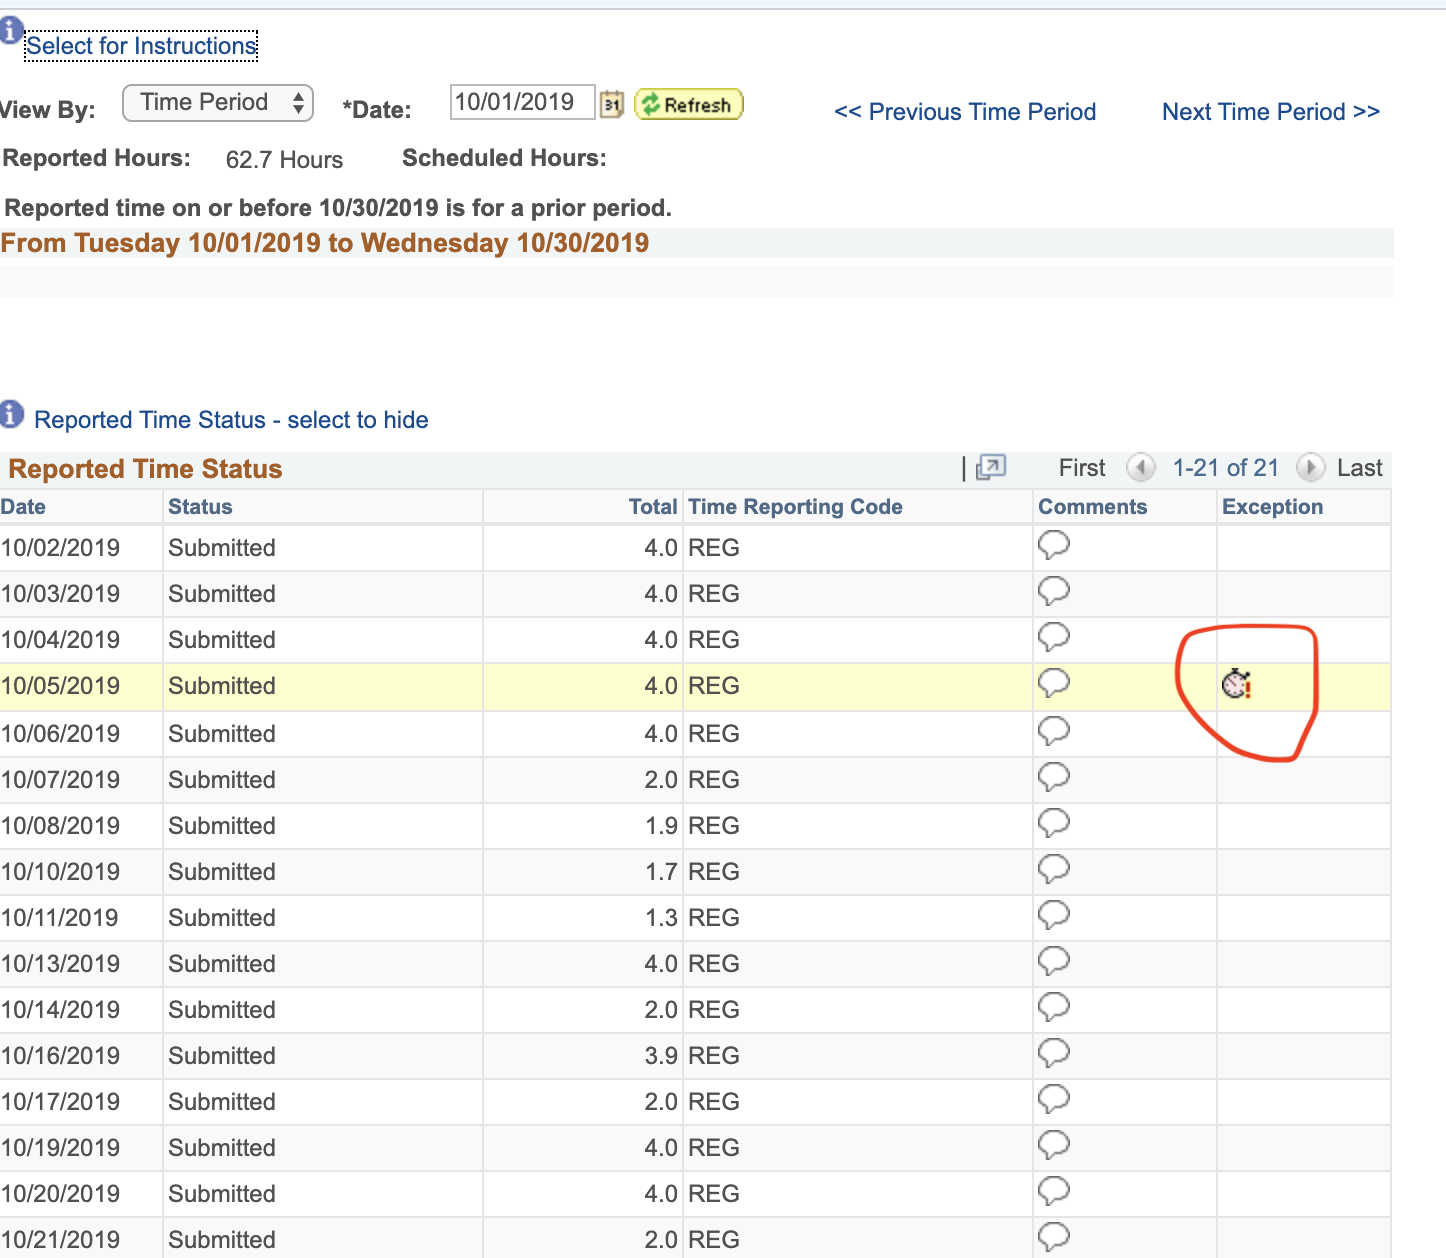 Select for Instructions
View By: Time Period *Date: 10/01/2019 31 Refresh << Previous Time Period Next Time Period >>
Reported Hours: 62.7 Hours Scheduled Hours:
Reported time on or before 10/30/2019 is for a prior period.
From Tuesday 10/01/2019 to Wednesday 10/30/2019
Reported Time Status - select to hide
Reported Time Status | First 1-21 of 21 Last
Date Status Total Time Reporting Code Comments Exception
10/02/2019 Submitted 4.0 REG
10/03/2019 Submitted 4.0 REG
10/04/2019 Submitted 4.0 REG
10/05/2019 Submitted 4.0 REG
10/06/2019 Submitted 4.0 REG
10/07/2019 Submitted 2.0 REG
10/08/2019 Submitted 1.9 REG
10/10/2019 Submitted 1.7 REG
10/11/2019 Submitted 1.3 REG
10/13/2019 Submitted 4.0 REG
10/14/2019 Submitted 2.0 REG
10/16/2019 Submitted 3.9 REG
10/17/2019 Submitted 2.0 REG
10/19/2019 Submitted 4.0 REG
10/20/2019 Submitted 4.0 REG
10/21/2019 Submitted 2.0 REG